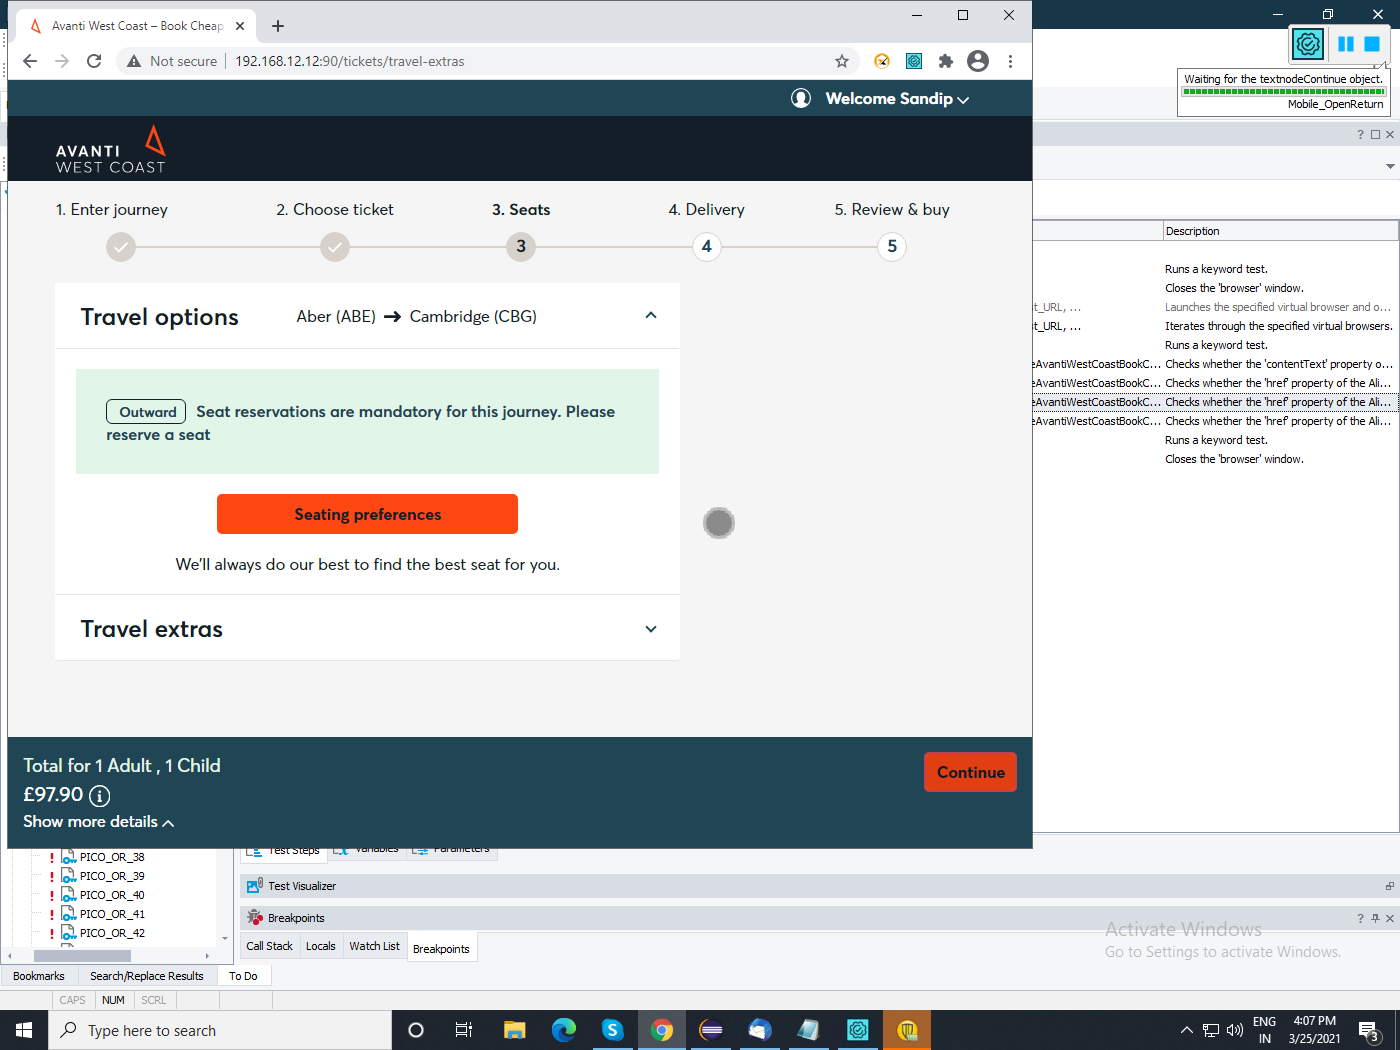 Avanti West Coast – Book Cheap
Not secure
192.168.12.12:90/tickets/travel-extras
Waiting for the textnodeContinue object.
Mobile_OpenReturn
Welcome Sandip
AVANTI
WEST COAST
1. Enter journey
2. Choose ticket
3. Seats
4. Delivery
5. Review & buy
3
4
5
Travel options
Aber (ABE) → Cambridge (CBG)
Outward Seat reservations are mandatory for this journey. Please
reserve a seat
Seating preferences
We'll always do our best to find the best seat for you.
Travel extras
Total for 1 Adult , 1 Child
£97.90
Show more details
Continue
Description
Runs a keyword test.
Closes the 'browser' window.
t_URL, ... Launches the specified virtual browser and o...
t_URL, ... Iterates through the specified virtual browsers.
Runs a keyword test.
eAvantiWestCoastBookC... Checks whether the 'contentText' property o...
eAvantiWestCoastBookC... Checks whether the 'href' property of the Ali...
eAvantiWestCoastBookC... Checks whether the 'href' property of the Ali...
eAvantiWestCoastBookC... Checks whether the 'href' property of the Ali...
Runs a keyword test.
Closes the 'browser' window.
PICO_OR_38
PICO_OR_39
PICO_OR_40
PICO_OR_41
PICO_OR_42
Test Steps
Variables
Parameters
Test Visualizer
Breakpoints
Call Stack
Locals
Watch List
Breakpoints
Bookmarks
Search/Replace Results
To Do
CAPS
NUM
SCRL
Activate Windows
Go to Settings to activate Windows.
Type here to search
ENG
IN
4:07 PM
3/25/2021
3